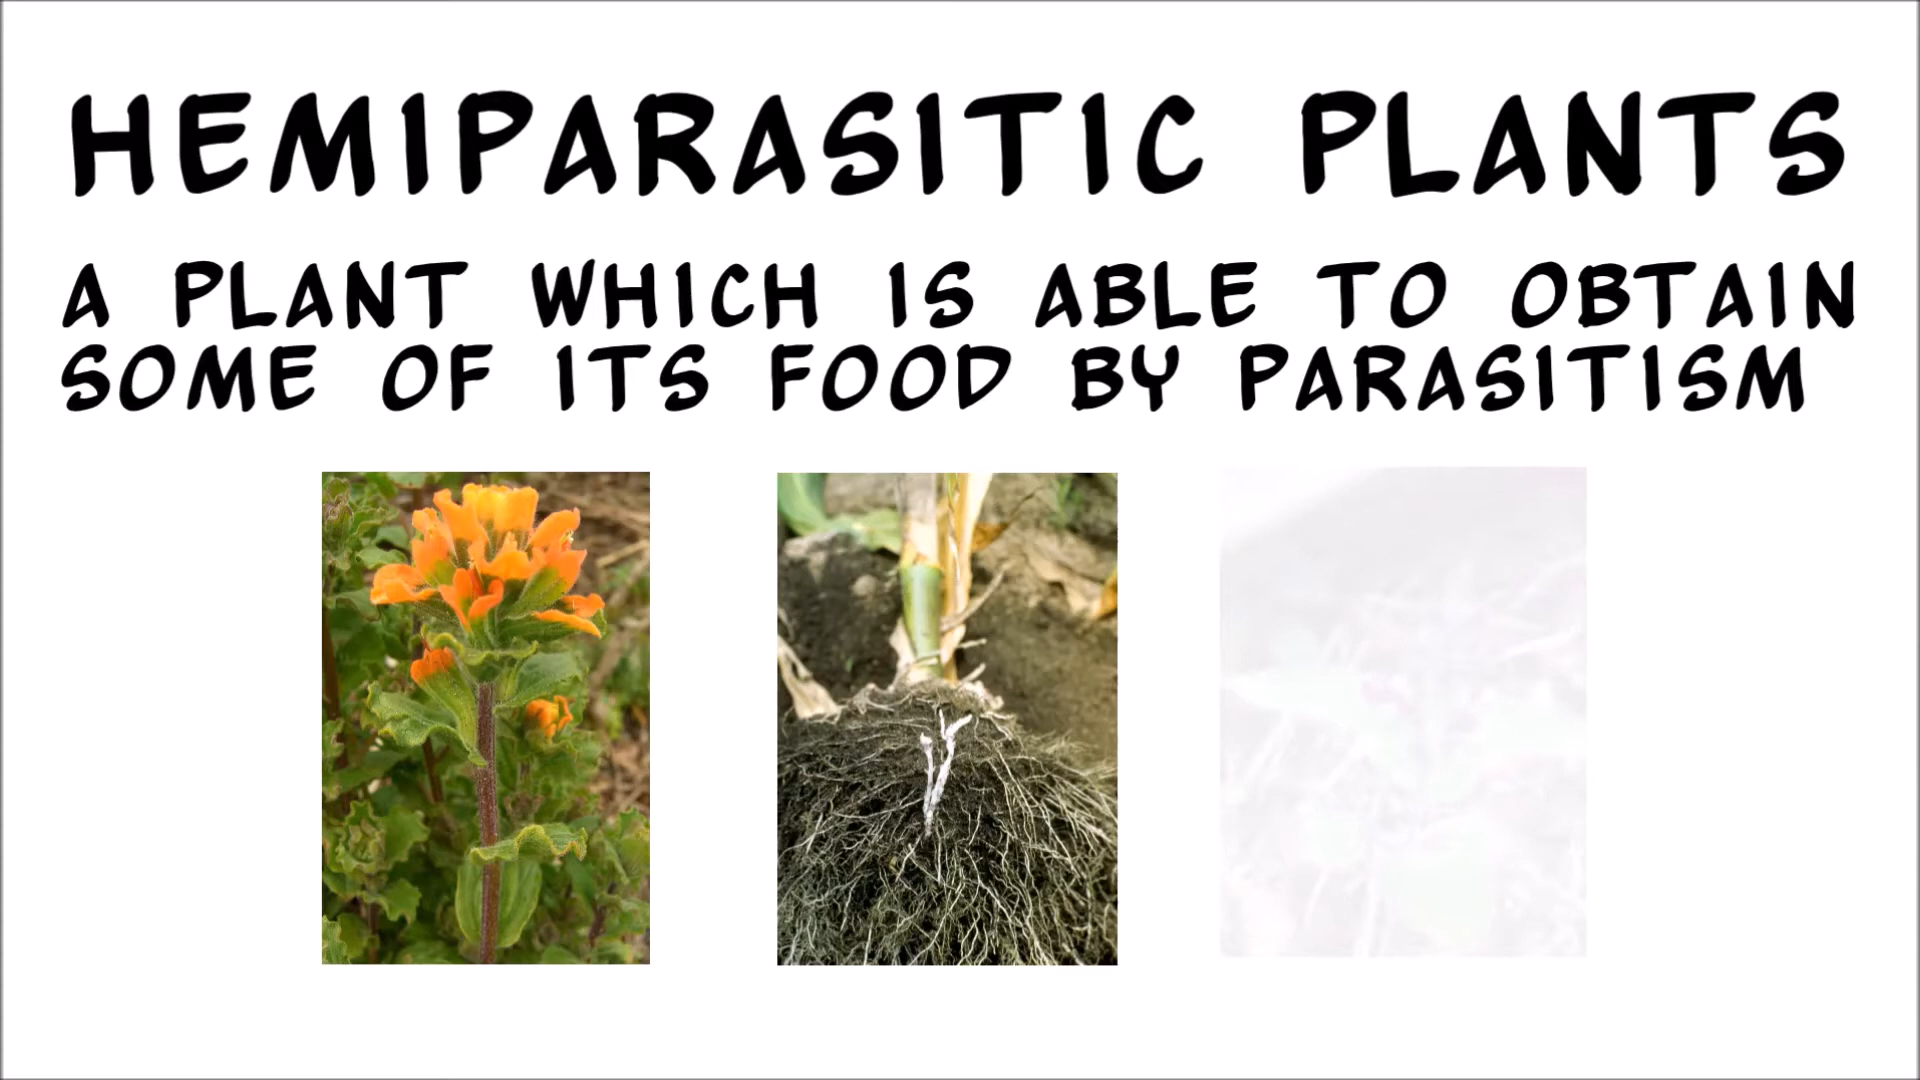 HEMIPARASITIC PLANTS
A PLANT WHICH IS ABLE TO OBTAIN
SOME OF ITS FOOD BY PARASITISM